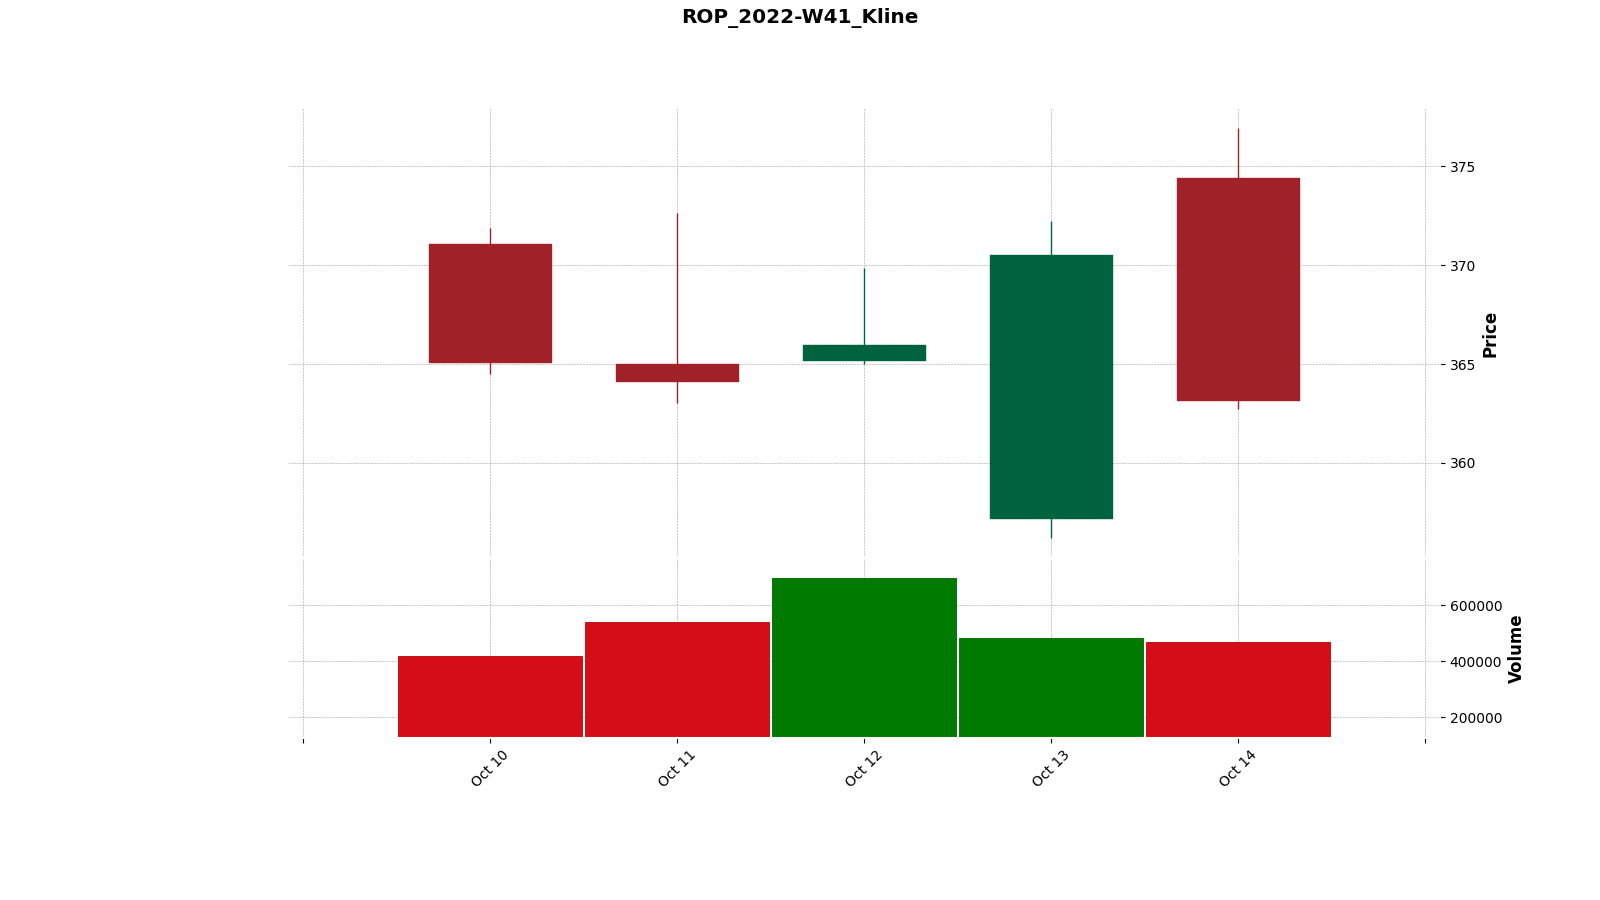 ROP_2022-W41_Kline
375
370
365
360
Price
600000
400000
200000
Volume
Oct 10
Oct 11
Oct 12
Oct 13
Oct 14